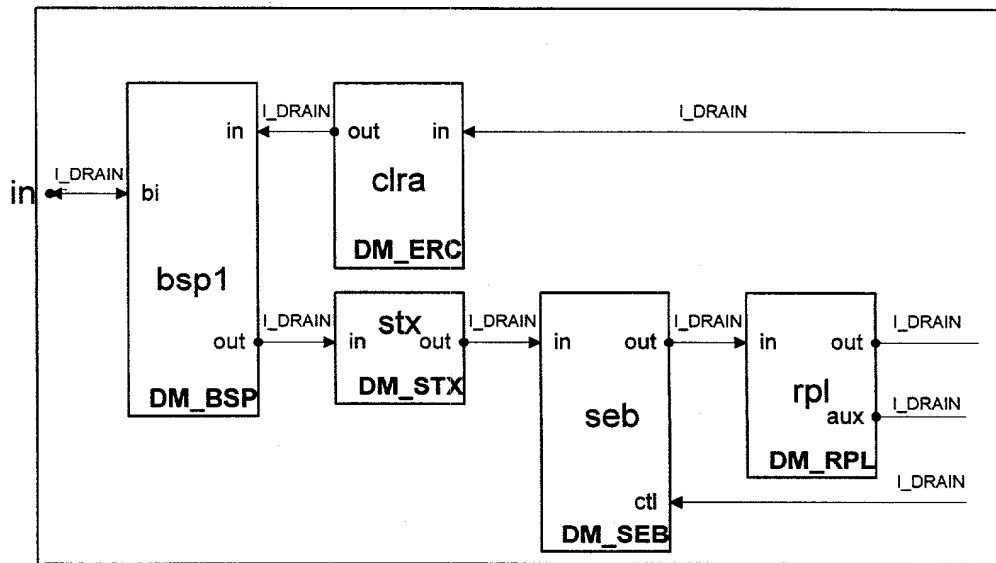 I_DRAIN
I_DRAIN
in
out
in
in
I_DRAIN
bi
clra
DM_ERC
bsp1
I_DRAIN
stx
I_DRAIN
I_DRAIN
I_DRAIN
out
in
out
in
out
in
out
DM_BSP
DM_STX
seb
rpl
I_DRAIN
aux
DM_RPL
I_DRAIN
ctl
DM_SEB